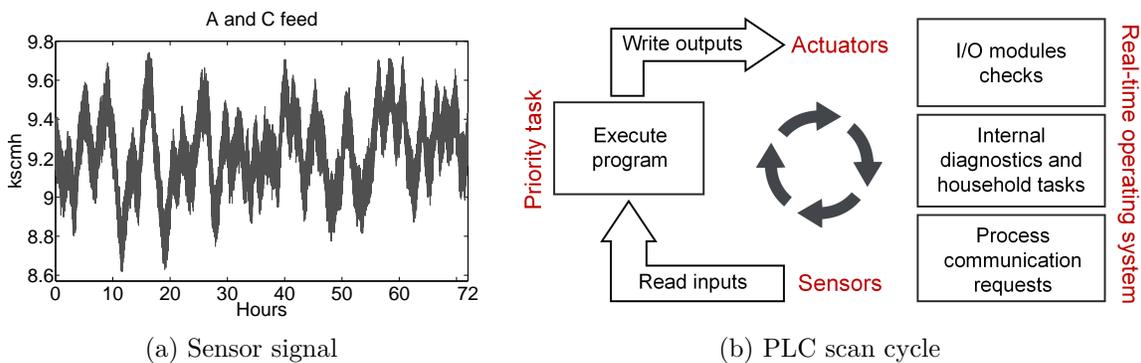 A and C feed
kscmh
9.8
9.6
9.4
9.2
9
8.8
8.6
0 10 20 30 40 50 60 72
Hours
(a) Sensor signal
Write outputs
Actuators
Priority task
Execute
program
Read inputs
Sensors
I/O modules
checks
Internal
diagnostics and
household tasks
Process
communication
requests
Real-time operating system
(b) PLC scan cycle